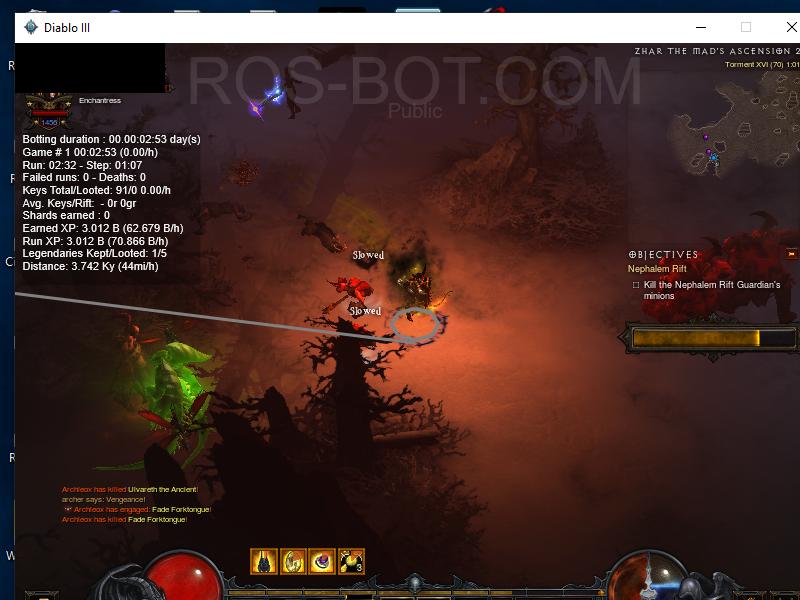 Diablo III
ZHAR THE MAD'S ASCENSION 2
Torment XVI (70) 1:01
ROS-BOT.COM
Public
Enchantress
1456
Botting duration : 00.00:02:53 day(s)
Game # 1 00:02:53 (0.00/h)
Run: 02:32 - Step: 01:07
Failed runs: 0 - Deaths: 0
Keys Total/Looted: 91/0 0.00/h
Avg. Keys/Rift: - 0r 0gr
Shards earned : 0
Earned XP: 3.012 B (62.679 B/h)
Run XP: 3.012 B (70.866 B/h)
Legendaries Kept/Looted: 1/5
Distance: 3.742 Ky (44mi/h)
Slowed
Slowed
OBJECTIVES
Nephalem Rift
Kill the Nephalem Rift Guardian's
minions
Archleox has killed Ulvareth the Ancient!
archer says: Vengeance!
Archleox has engaged: Fade Forktongue!
Archleox has killed Fade Forktongue!
3
R
R
C
R
W